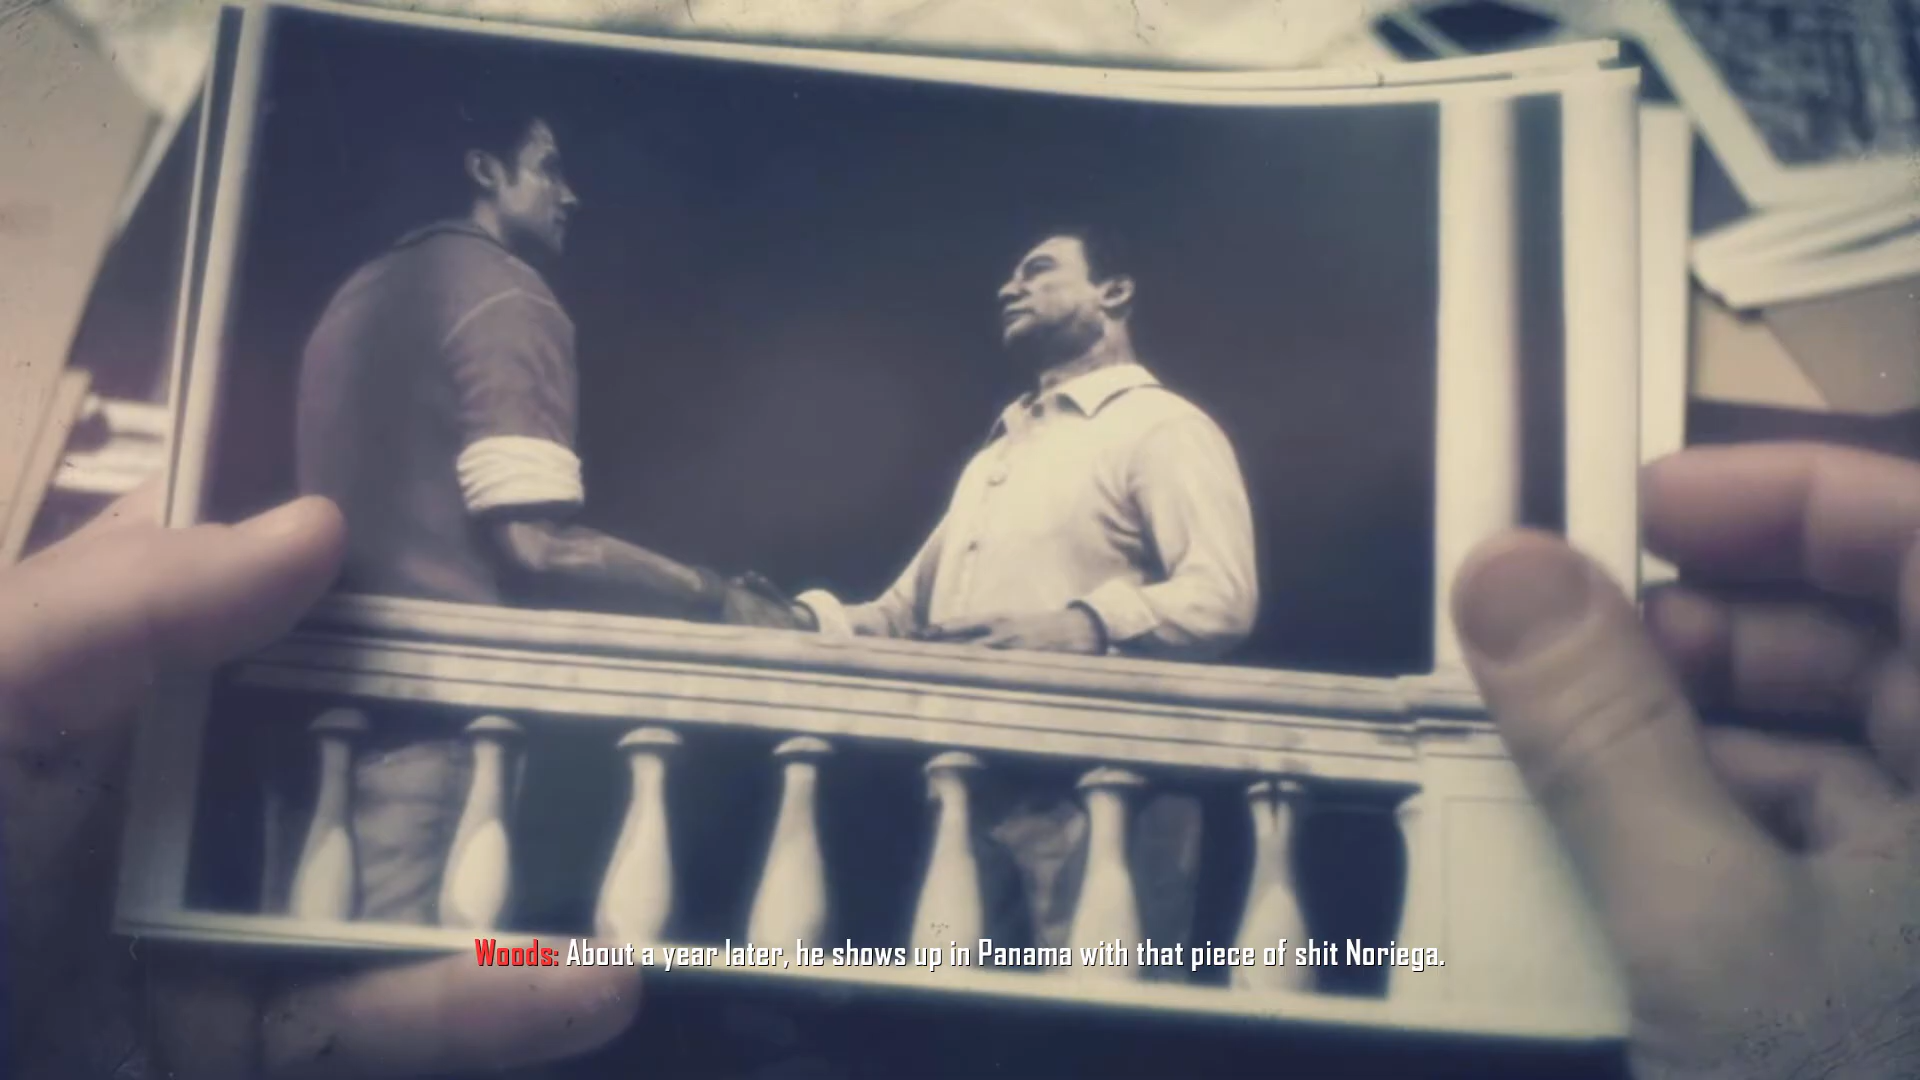 Woods: About a year later, he shows up in Panama with that piece of shit Noriega.